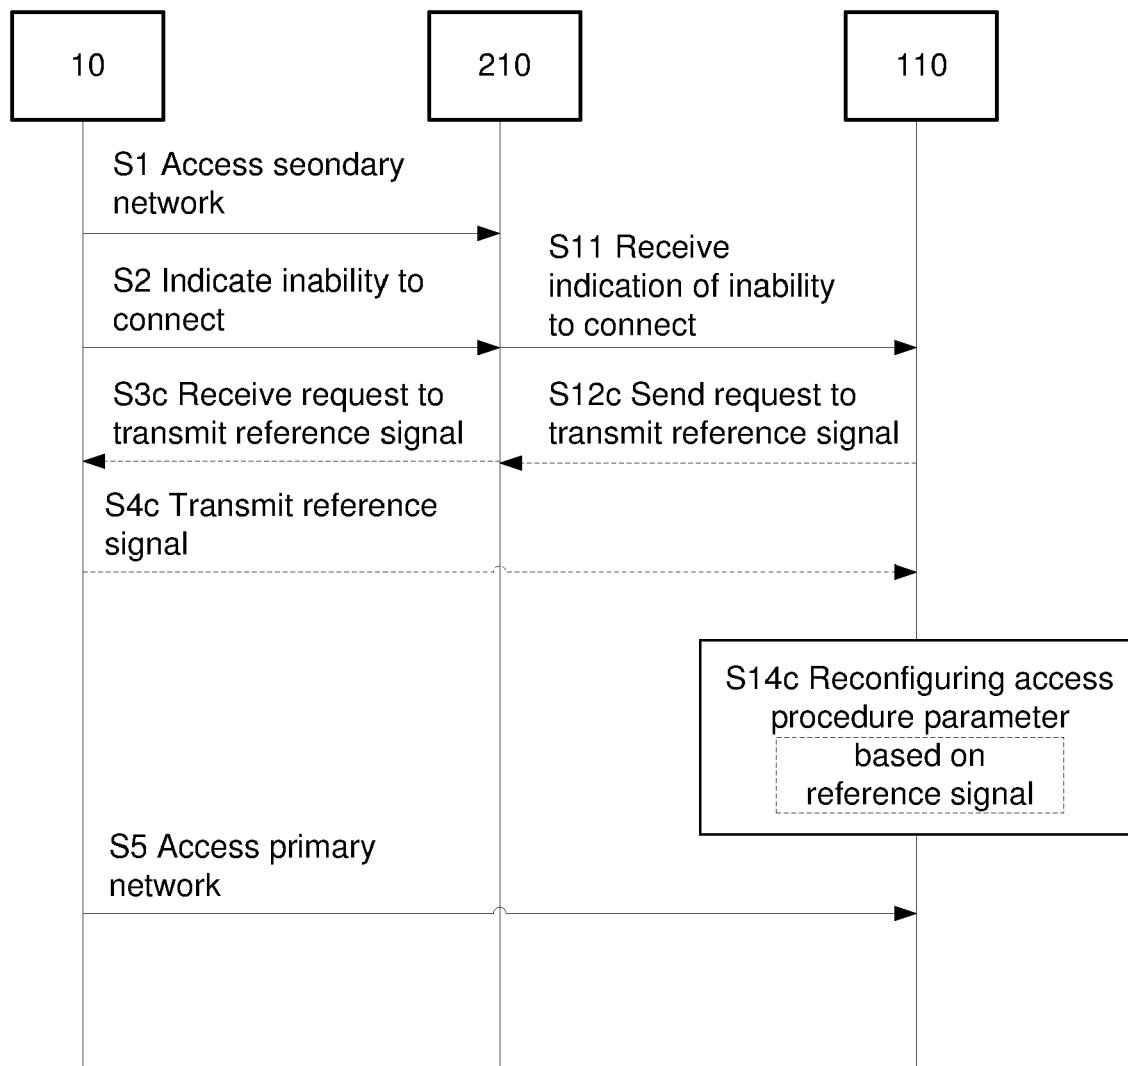 10
210
110
S1 Access seondary
network
S2 Indicate inability to
connect
S11 Receive
indication of inability
to connect
S3c Receive request to
transmit reference signal
S12c Send request to
transmit reference signal
S4c Transmit reference
signal
S14c Reconfiguring access
procedure parameter
based on
reference signal
S5 Access primary
network